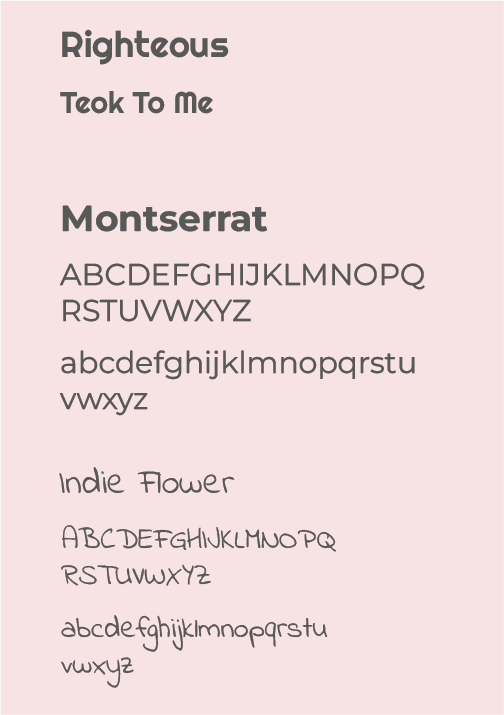 Righteous
Teok To Me
Montserrat
ABCDEFGHIJKLMNOPQ
RSTUVWXYZ
abcdefghijklmnopqrstu
vwxyz
Indie Flower
ABCDEFGHIJKLMNOPQ
RSTUVWXYZ
abcdefghijklmnopqrstu
vwxyz